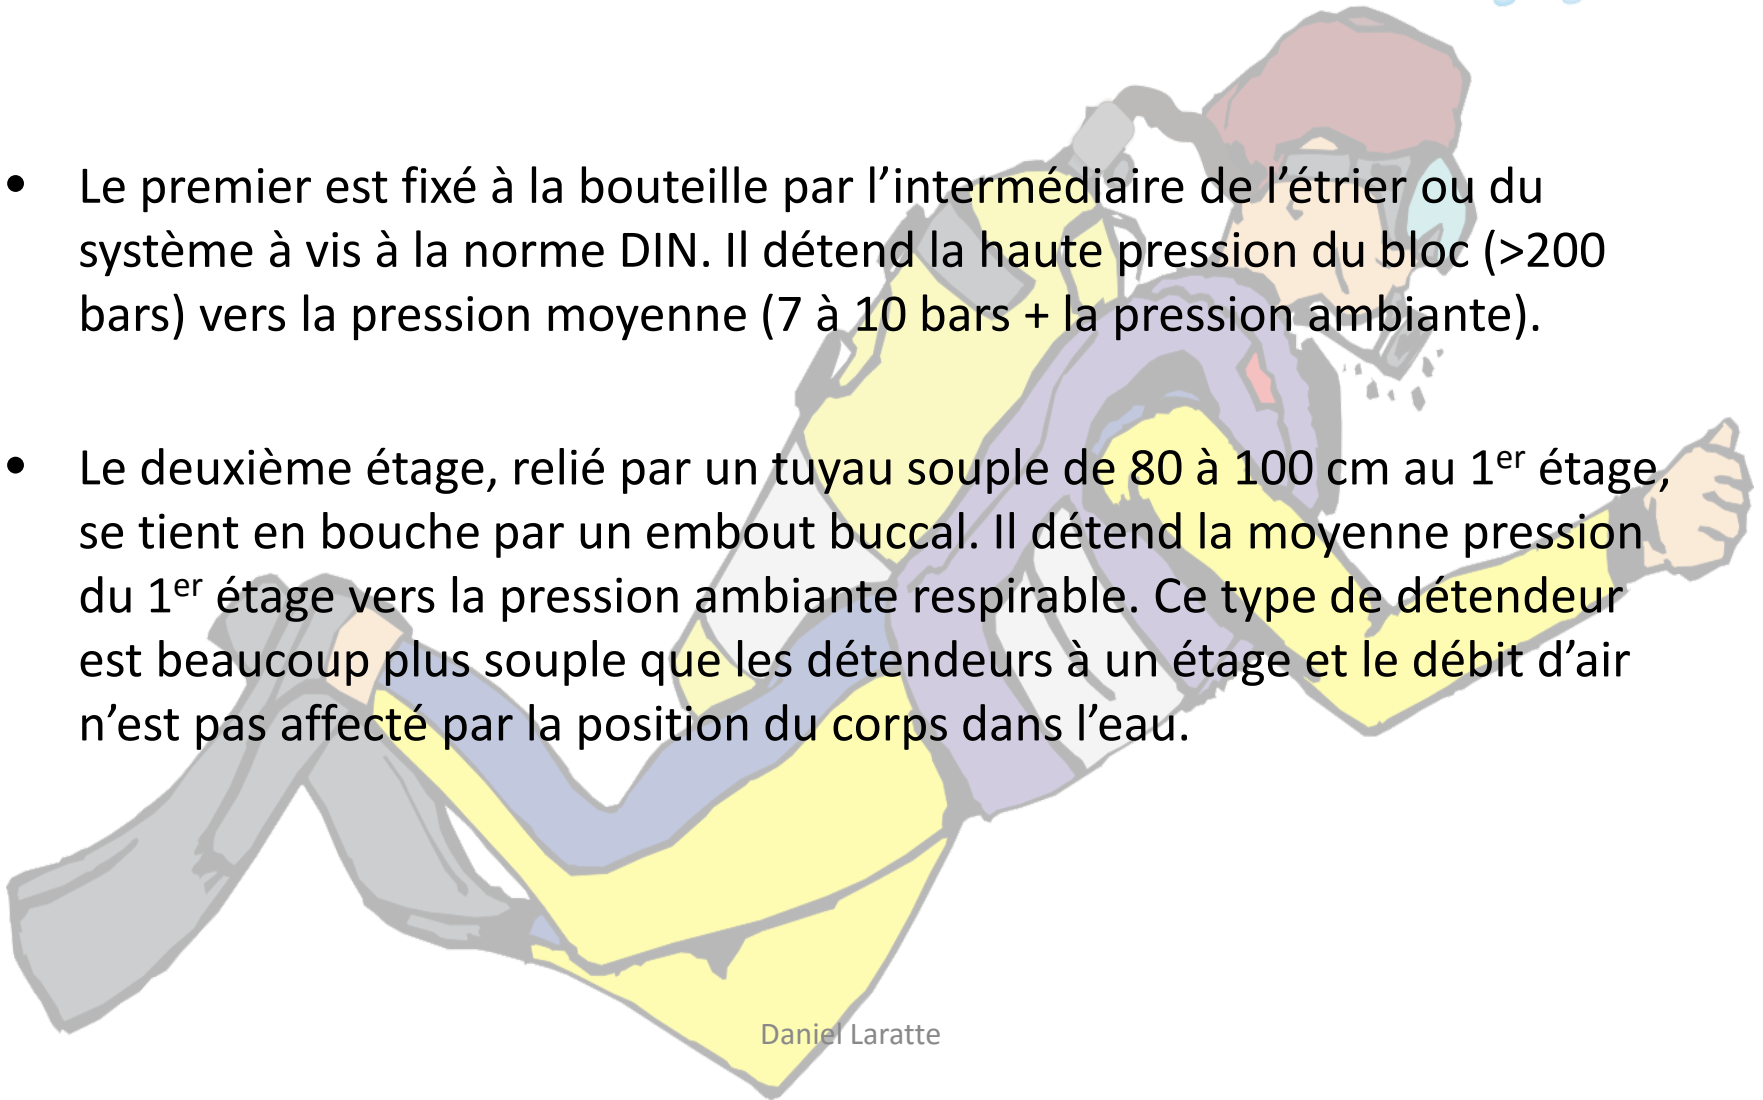 • Le premier est fixé à la bouteille par l’intermédiaire de l’étrier ou du
système à vis à la norme DIN. Il détend la haute pression du bloc (>200
bars) vers la pression moyenne (7 à 10 bars + la pression ambiante).
• Le deuxième étage, relié par un tuyau souple de 80 à 100 cm au 1er étage,
se tient en bouche par un embout buccal. Il détend la moyenne pression
du 1er étage vers la pression ambiante respirable. Ce type de détendeur
est beaucoup plus souple que les détendeurs à un étage et le débit d’air
n’est pas affecté par la position du corps dans l’eau.
Daniel Laratte